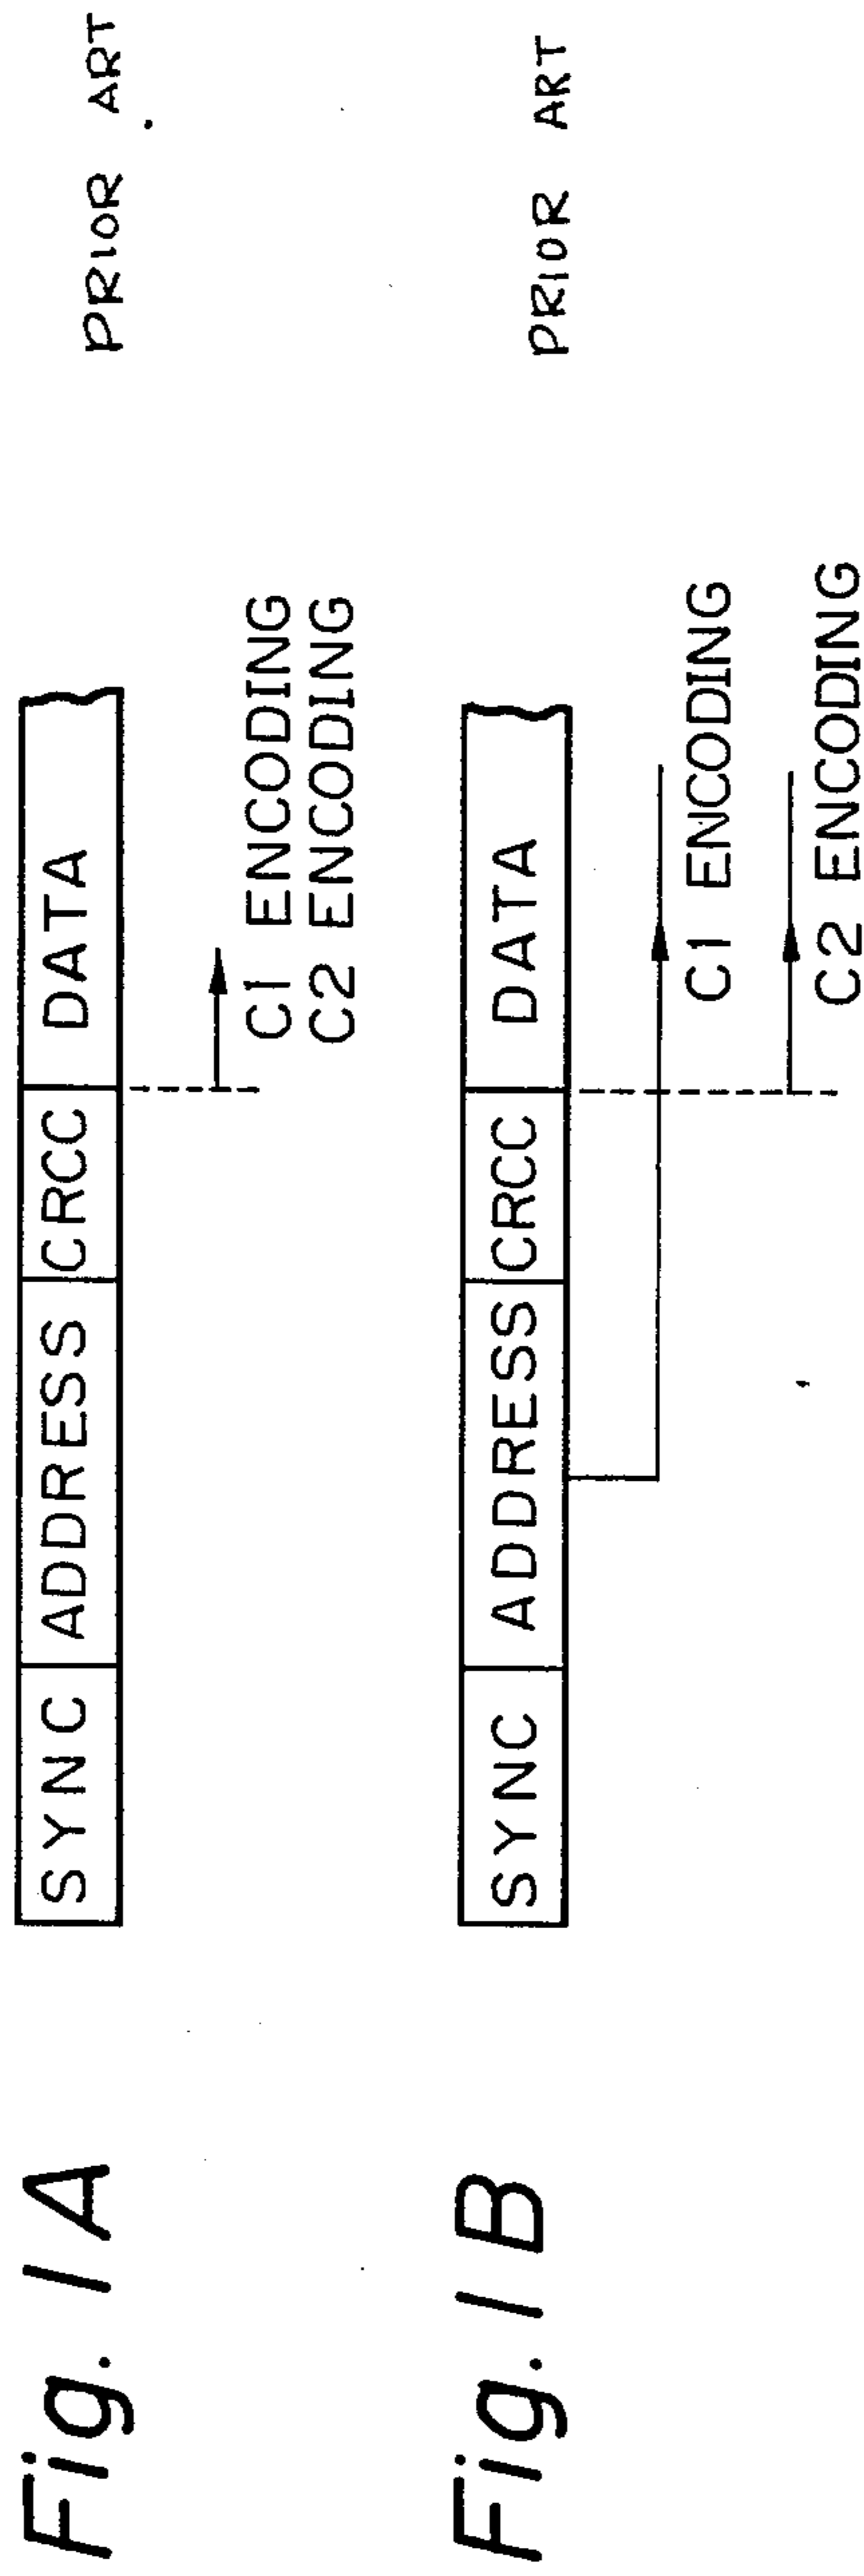 Fig. 1A
SYNC ADDRESS CRCC DATA
PRIOR ART
C1 ENCODING
C2 ENCODING
Fig. 1B
SYNC ADDRESS CRCC DATA
PRIOR ART
C1 ENCODING
C2 ENCODING